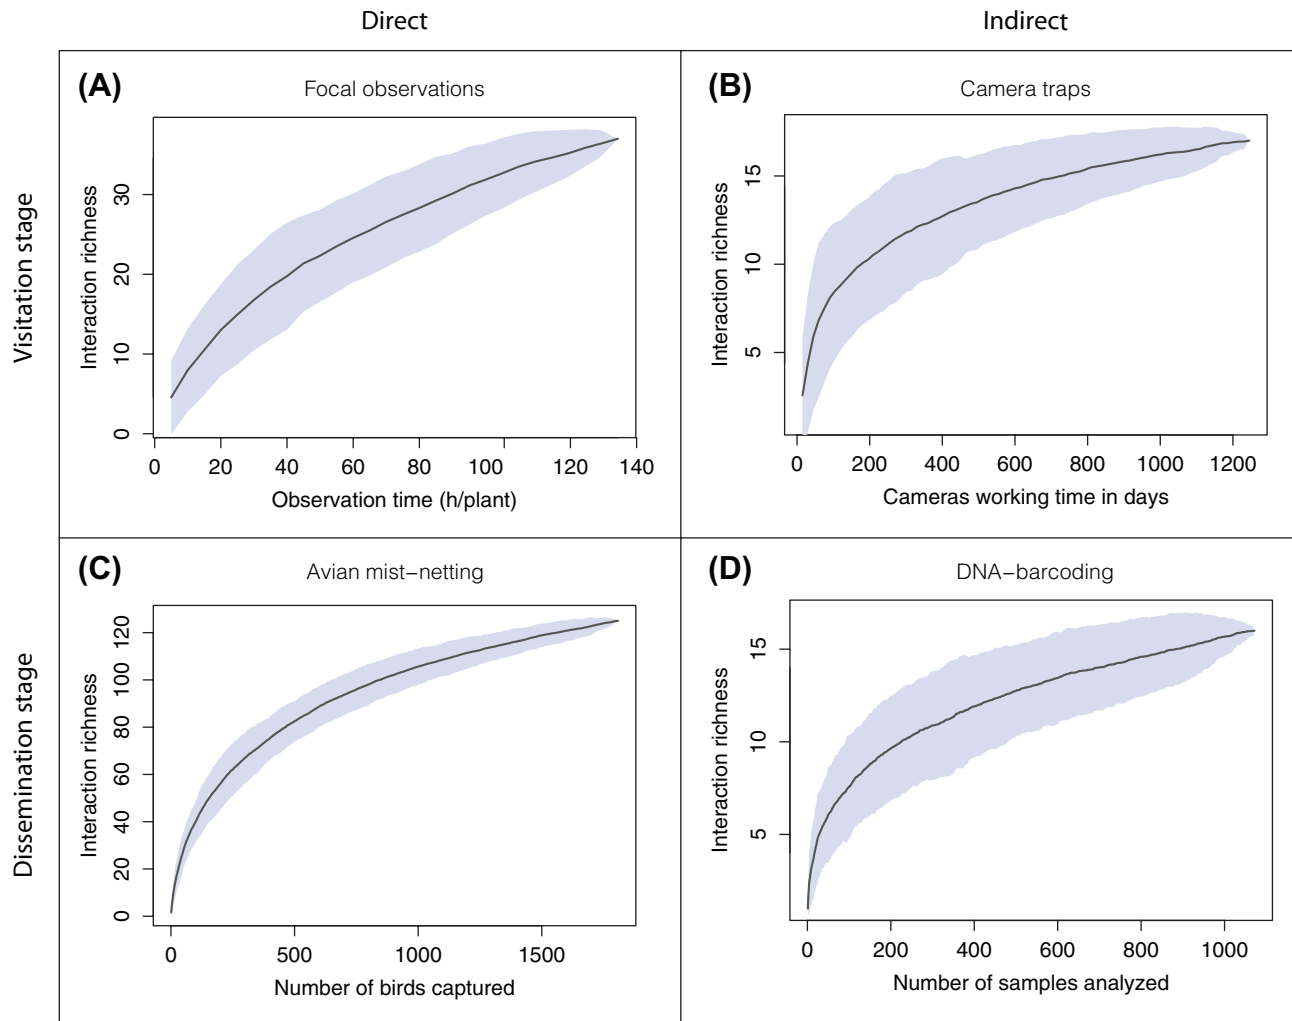 Direct
Indirect
Visitation stage
(A)
Focal observations
Interaction richness
0
10
20
30
0 20 40 60 80 100 120 140
Observation time (h/plant)
(B)
Camera traps
Interaction richness
5
10
15
0 200 400 600 800 1000 1200
Cameras working time in days
Dissemination stage
(C)
Avian mist–netting
Interaction richness
0
20
40
60
80
100
120
0 500 1000 1500
Number of birds captured
(D)
DNA–barcoding
Interaction richness
5
10
15
0 200 400 600 800 1000
Number of samples analyzed